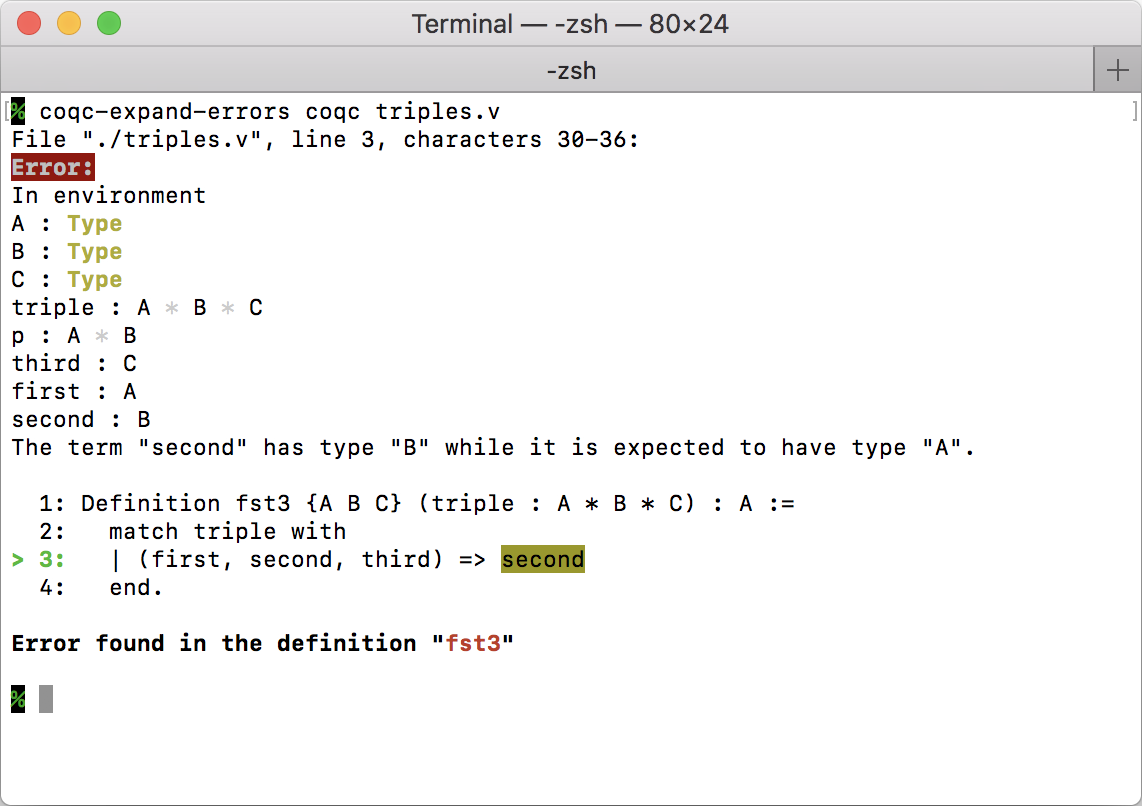 Terminal — -zsh — 80×24
-zsh
% coqc-expand-errors coqc triples.v
File "./triples.v", line 3, characters 30-36:
Error:
In environment
A : Type
B : Type
C : Type
triple : A * B * C
p : A * B
third : C
first : A
second : B
The term "second" has type "B" while it is expected to have type "A".
  1: Definition fst3 {A B C} (triple : A * B * C) : A :=
  2:   match triple with
> 3:   | (first, second, third) => second
  4:   end.
Error found in the definition "fst3"
%